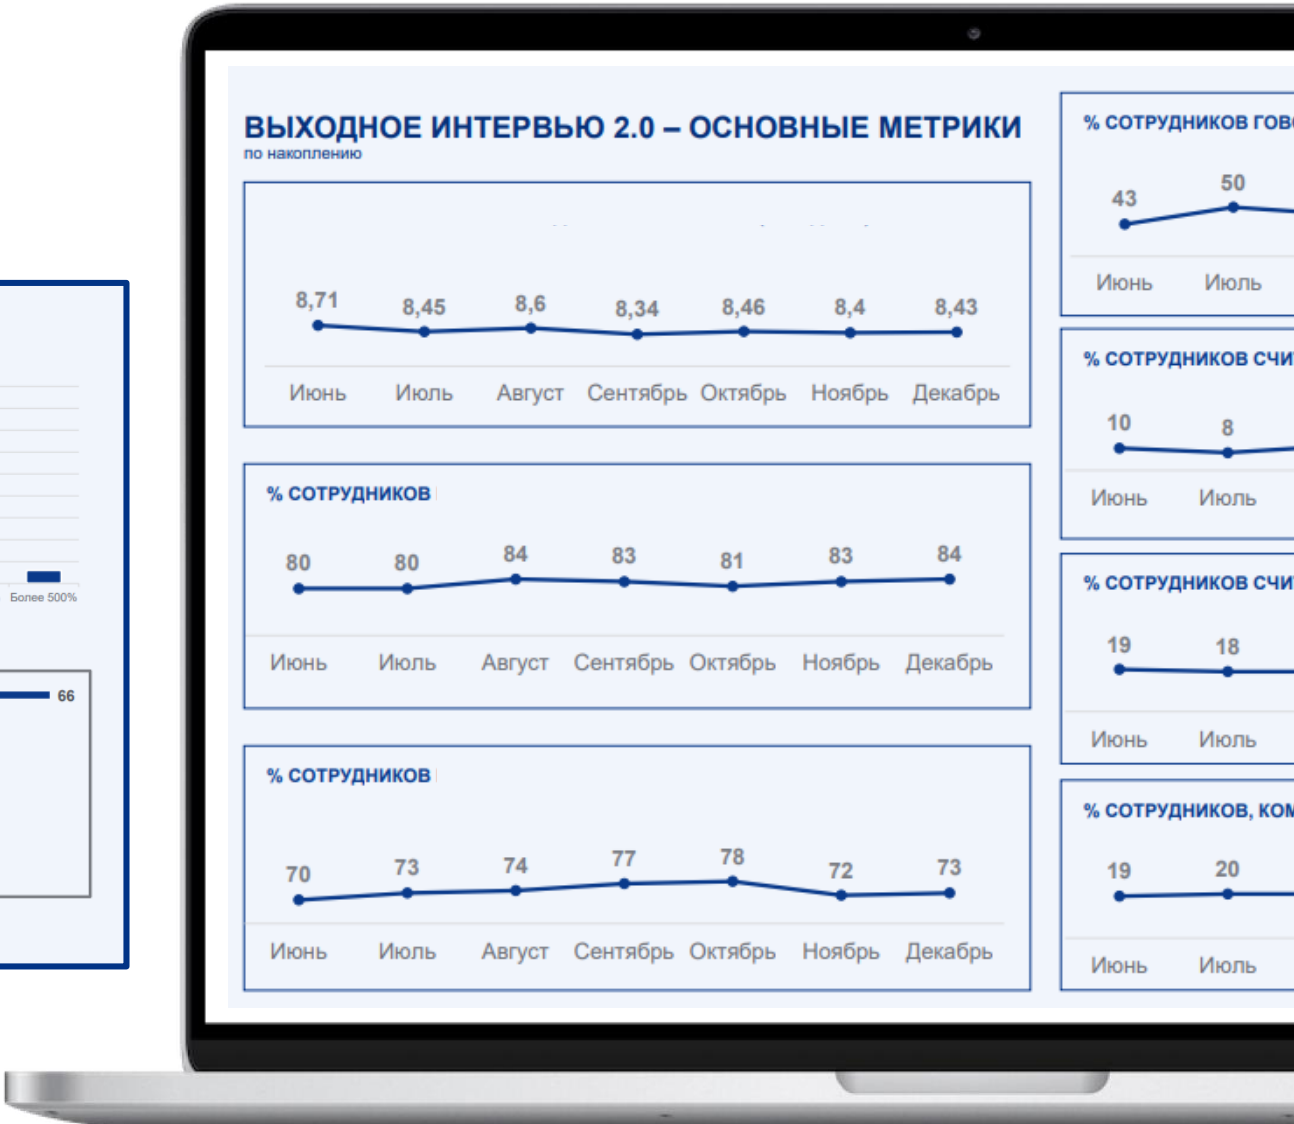 ВЫХОДНОЕ ИНТЕРВЬЮ 2.0 – ОСНОВНЫЕ МЕТРИКИ
по накоплению
8,71 8,45 8,6 8,34 8,46 8,4 8,43
Июнь Июль Август Сентябрь Октябрь Ноябрь Декабрь
% СОТРУДНИКОВ
80 80 84 83 81 83 84
Июнь Июль Август Сентябрь Октябрь Ноябрь Декабрь
% СОТРУДНИКОВ
70 73 74 77 78 72 73
Июнь Июль Август Сентябрь Октябрь Ноябрь Декабрь
% СОТРУДНИКОВ
43 50
Июнь Июль
% СОТРУДНИКОВ
10 8
Июнь Июль
% СОТРУДНИКОВ
19 18
Июнь Июль
% СОТРУДНИКОВ,
19 20
Июнь Июль
Более 500%
66